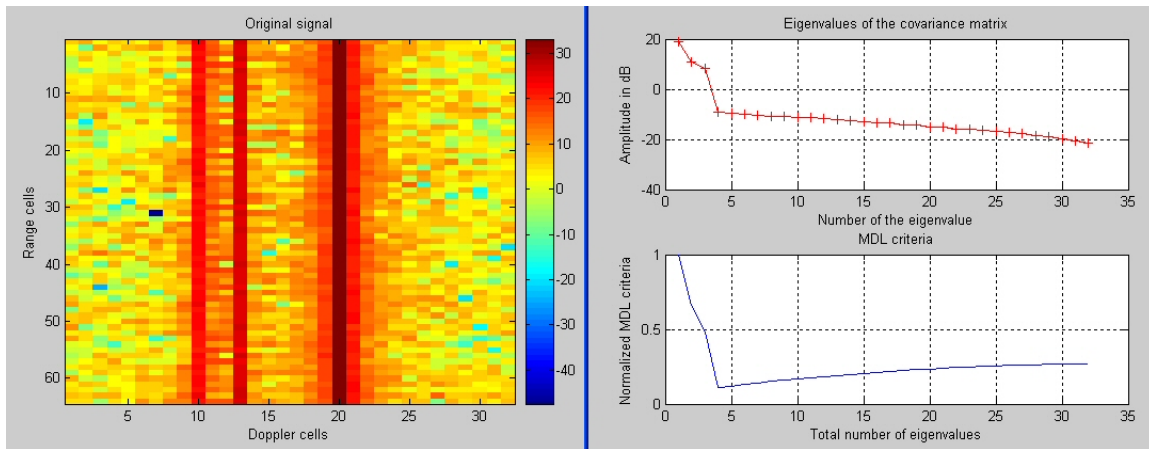 Original signal
Range cells
10
20
30
40
50
60
5 10 15 20 25 30
Doppler cells
30
20
10
0
-10
-20
-30
-40
Eigenvalues of the covariance matrix
Amplitude in dB
20
0
-20
-40
0 5 10 15 20 25 30 35
Number of the eigenvalue
MDL criteria
Normalized MDL criteria
1
0.5
0
0 5 10 15 20 25 30 35
Total number of eigenvalues